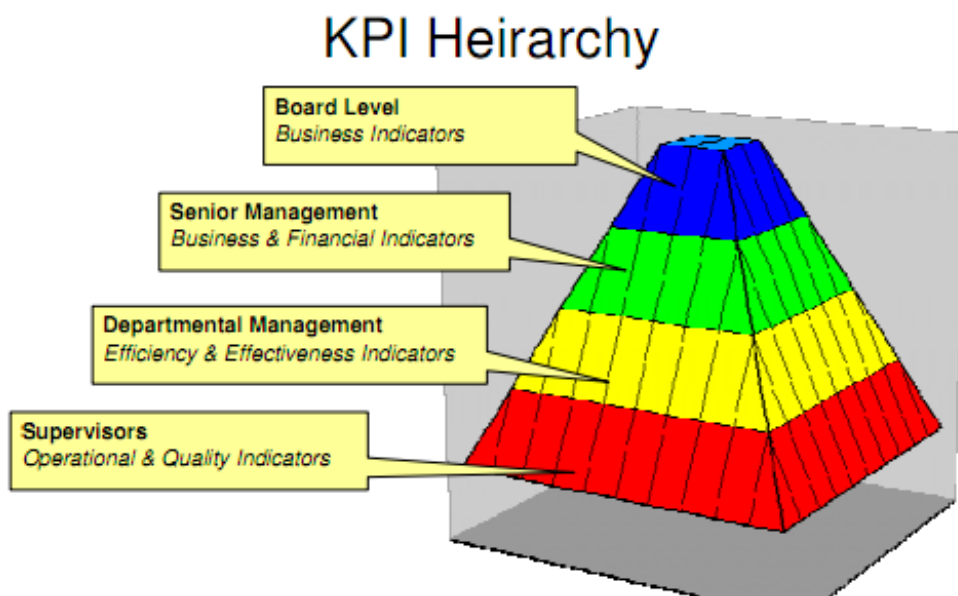 KPI Heirarchy
Board Level
Business Indicators
Senior Management
Business & Financial Indicators
Departmental Management
Efficiency & Effectiveness Indicators
Supervisors
Operational & Quality Indicators